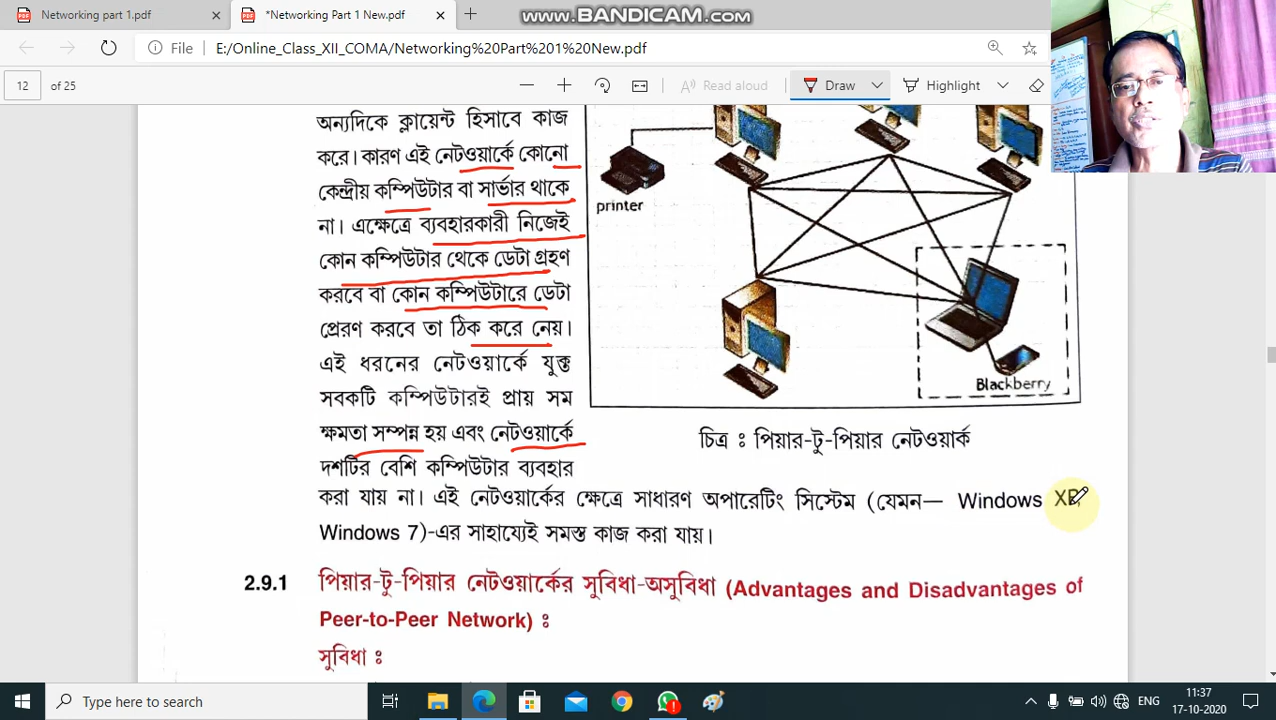 Networking part 1.pdf
*Networking Part 1 New.pdf
www.BANDICAM.com
File
E:/Online_Class_XII_COMA/Networking%20Part%201%20New.pdf
12 of 25
Read aloud
Draw
Highlight
অন্যদিকে ক্লায়েন্ট হিসাবে কাজ
করে। কারণ এই নেটওয়ার্কে কোনো
কেন্দ্রীয় কম্পিউটার বা সার্ভার থাকে
না। এক্ষেত্রে ব্যবহারকারী নিজেই
কোন কম্পিউটার থেকে ডেটা গ্রহণ
করবে বা কোন কম্পিউটারে ডেটা
প্রেরণ করবে তা ঠিক করে নেয়।
এই ধরনের নেটওয়ার্কে যুক্ত
সবকটি কম্পিউটারই প্রায় সম
ক্ষমতা সম্পন্ন হয় এবং নেটওয়ার্কে
দশটির বেশি কম্পিউটার ব্যবহার
printer
Blackberry
চিত্র ঃ পিয়ার-টু-পিয়ার নেটওয়ার্ক
করা যায় না। এই নেটওয়ার্কের ক্ষেত্রে সাধারণ অপারেটিং সিস্টেম (যেমন— Windows XP,
Windows 7)-এর সাহায্যেই সমস্ত কাজ করা যায়।
2.9.1 পিয়ার-টু-পিয়ার নেটওয়ার্কের সুবিধা-অসুবিধা (Advantages and Disadvantages of
Peer-to-Peer Network) ঃ
সুবিধা ঃ
Type here to search
ENG
11:37
17-10-2020